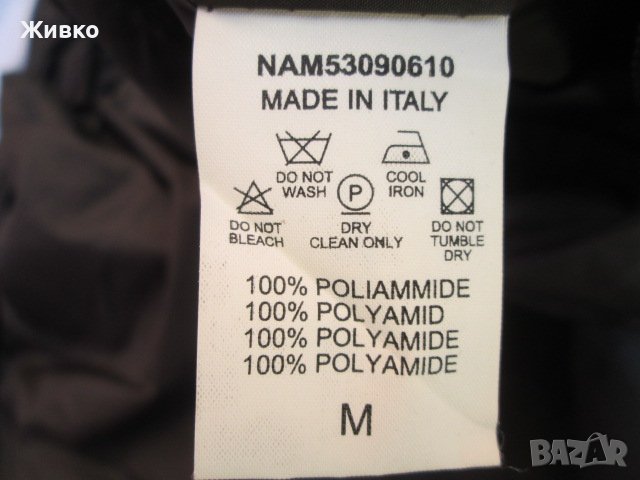 Живко
NAM53090610
MADE IN ITALY
DO NOT WASH
COOL IRON
DO NOT BLEACH
P
DRY CLEAN ONLY
DO NOT TUMBLE DRY
100% POLIAMMIDE
100% POLYAMID
100% POLYAMIDE
100% POLYAMIDE
M
BAZAR